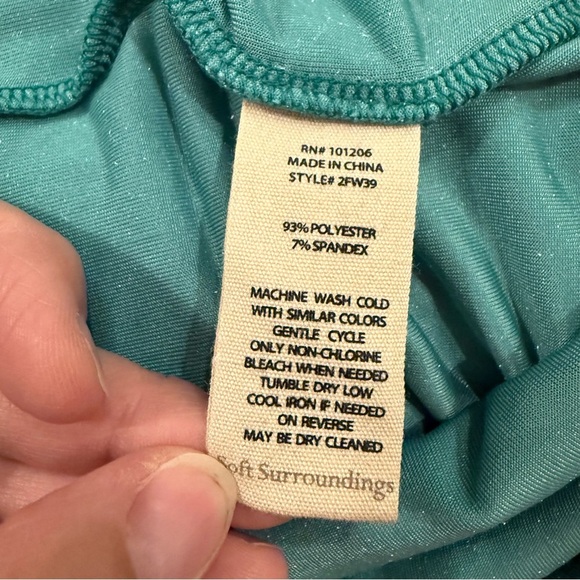 RN# 101206
MADE IN CHINA
STYLE# 2FW39
93% POLYESTER
7% SPANDEX
MACHINE WASH COLD
WITH SIMILAR COLORS
GENTLE CYCLE
ONLY NON-CHLORINE
BLEACH WHEN NEEDED
TUMBLE DRY LOW
COOL IRON IF NEEDED
ON REVERSE
MAY BE DRY CLEANED
Soft Surroundings